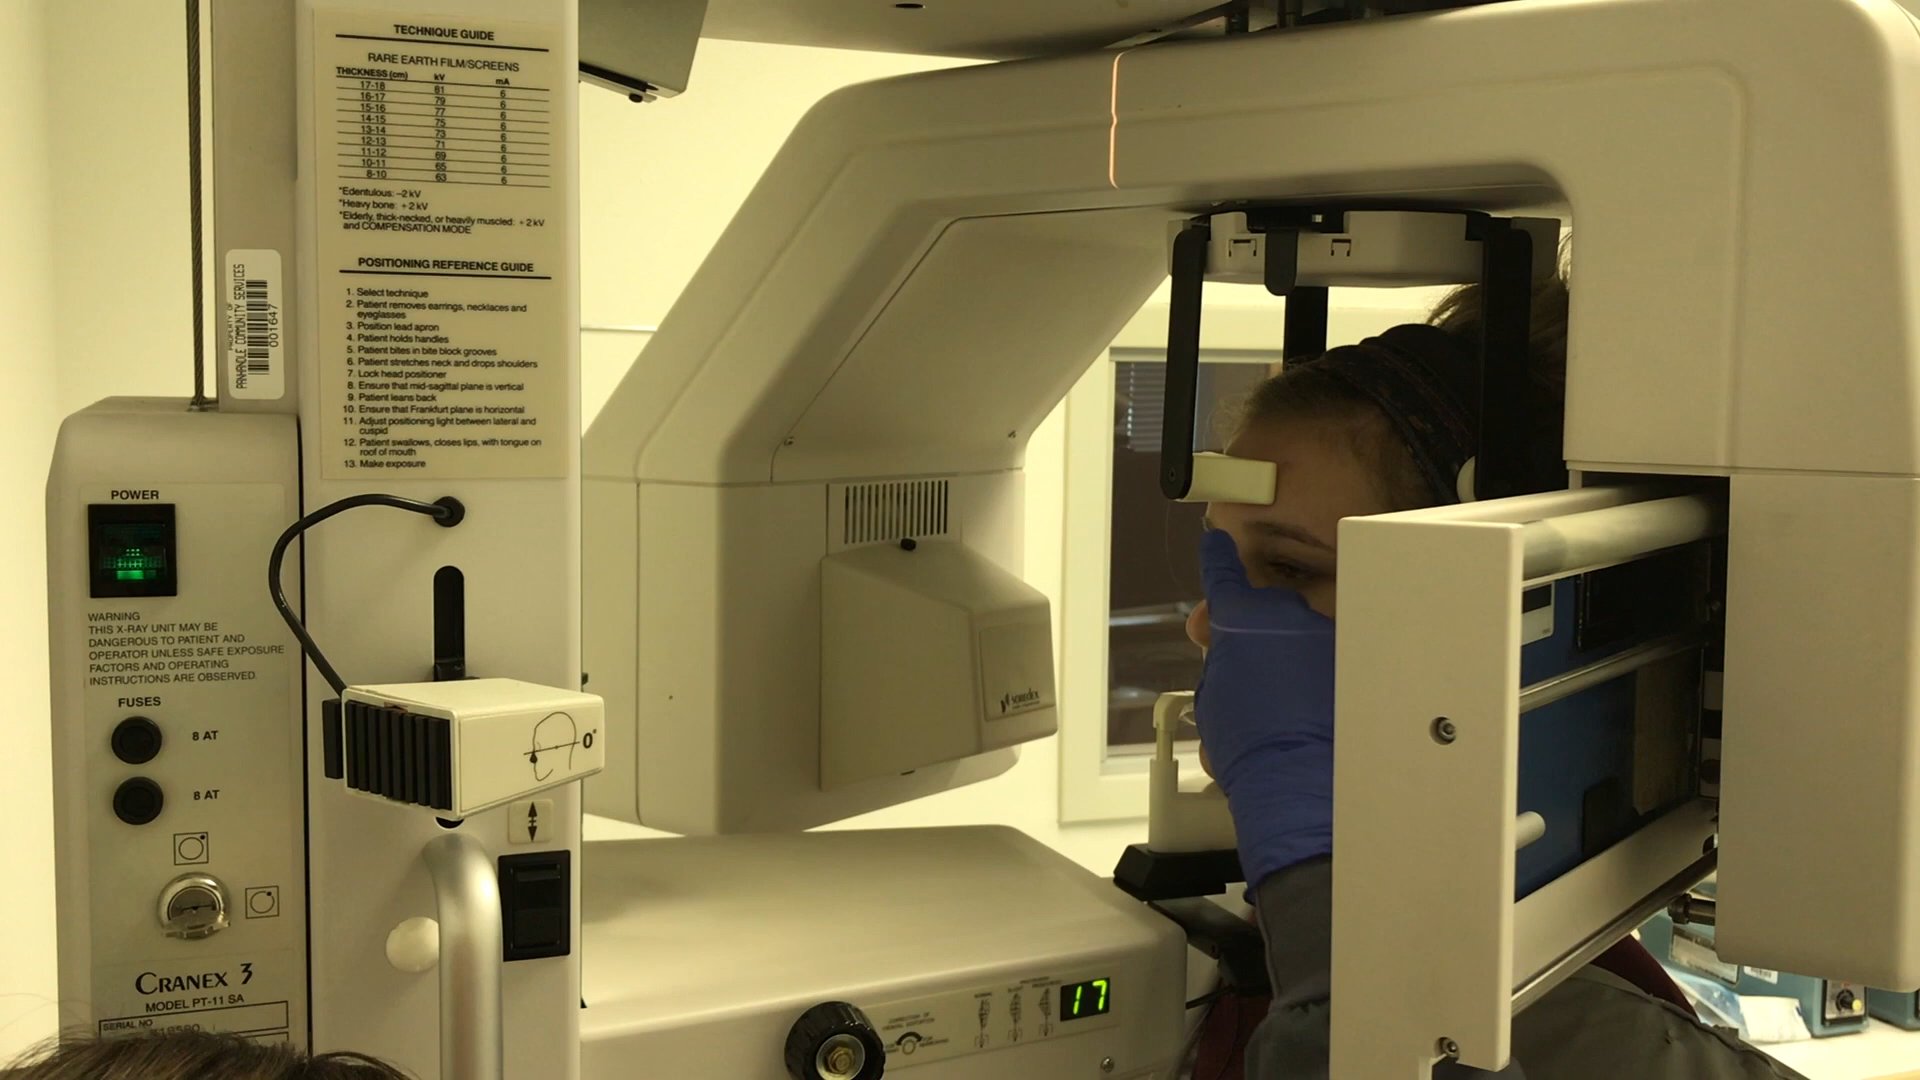 TECHNIQUE GUIDE
RARE EARTH FILM/SCREENS
THICKNESS (cm) kV mA
17-18 81 6
16-17 79 6
15-16 77 6
14-15 75 6
13-14 73 6
12-13 71 6
11-12 69 6
10-11 65 6
8-10 63 6
*Edentulous: -2 kV
*Heavy bone: + 2 kV
*Elderly, thick-necked, or heavily muscled: + 2 kV
and COMPENSATION MODE
POSITIONING REFERENCE GUIDE
1. Select technique
2. Patient removes earrings, necklaces and
eyeglasses
3. Position lead apron
4. Patient holds handles
5. Patient bites in bite block grooves
6. Patient stretches neck and drops shoulders
7. Lock head positioner
8. Ensure that mid-sagittal plane is vertical
9. Patient leans back
10. Ensure that Frankfurt plane is horizontal
11. Adjust positioning light between lateral and
cuspid
12. Patient swallows, closes lips, with tongue on
roof of mouth
13. Make exposure
PROPERTY OF
PANHANDLE COMMUNITY SERVICES
001647
POWER
WARNING
THIS X-RAY UNIT MAY BE
DANGEROUS TO PATIENT AND
OPERATOR UNLESS SAFE EXPOSURE
FACTORS AND OPERATING
INSTRUCTIONS ARE OBSERVED.
FUSES
8 AT
8 AT
CRANEX 3
MODEL PT-11 SA
SERIAL NO
0°
SOREDEX
17